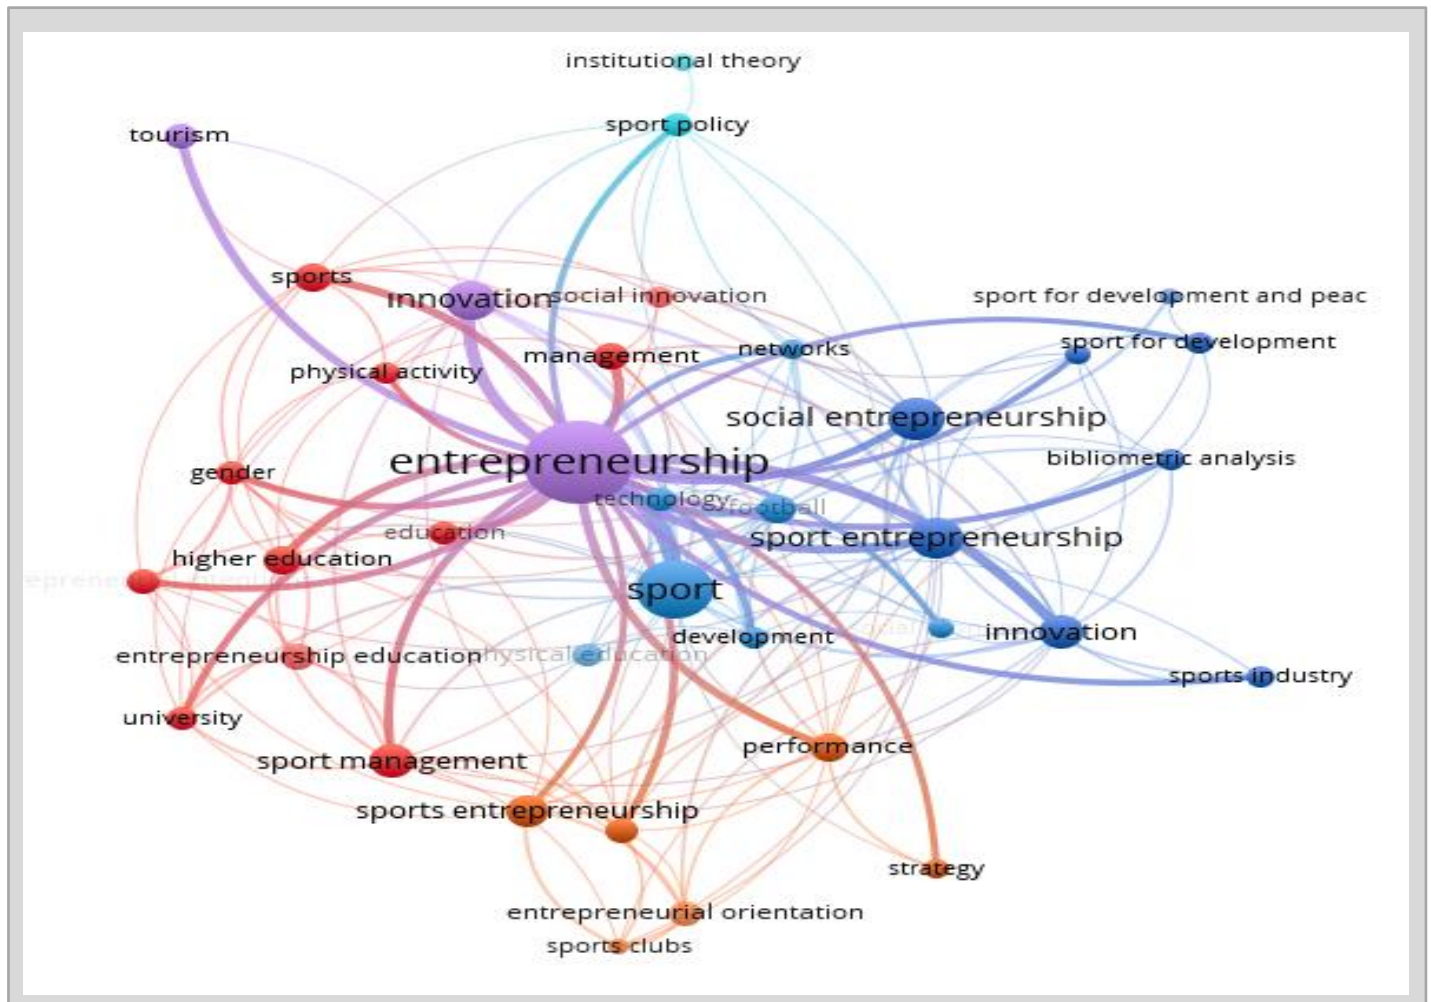 institutional theory
sport policy
tourism
sports
innovation
social innovation
sport for development and peac
management
networks
sport for development
physical activity
social entrepreneurship
entrepreneurship
bibliometric analysis
gender
technology
football
education
sport entrepreneurship
higher education
sport
development
innovation
entrepreneurship education
physical education
sports industry
university
performance
sport management
sports entrepreneurship
strategy
entrepreneurial orientation
sports clubs